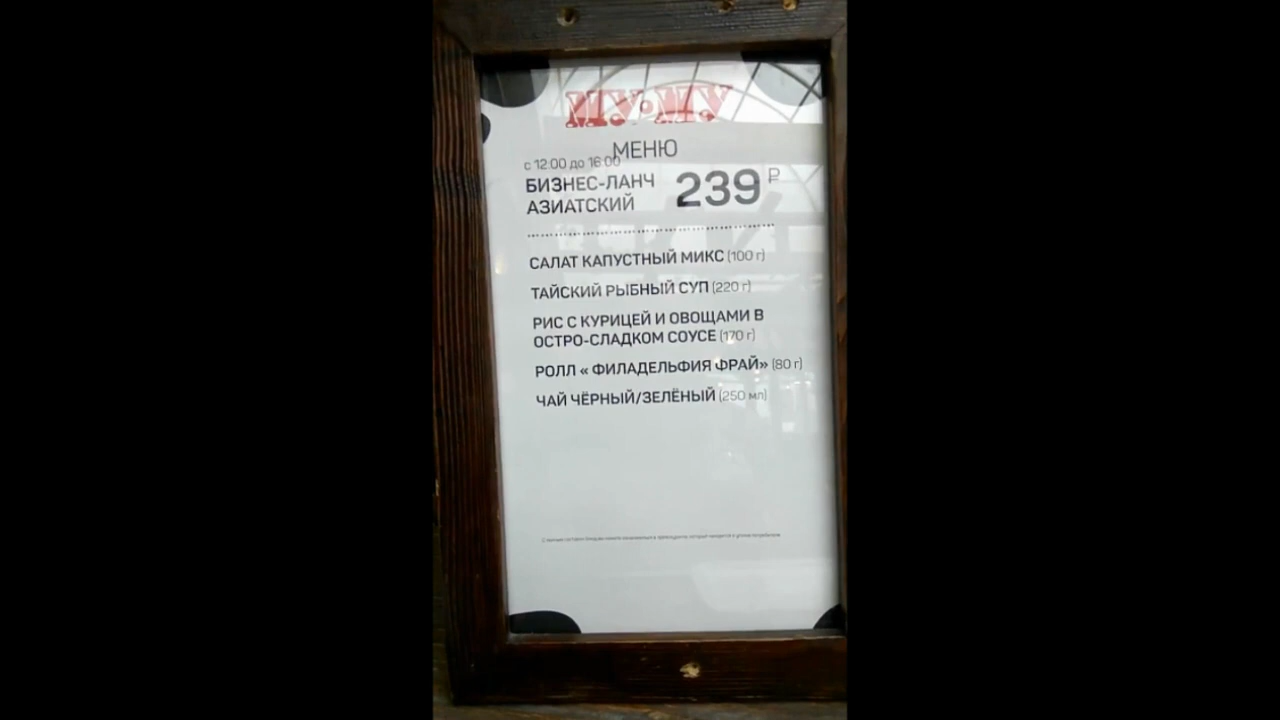 МУ-МУ
МЕНЮ
с 12:00 до 16:00
БИЗНЕС-ЛАНЧ
АЗИАТСКИЙ
239 ₽
САЛАТ КАПУСТНЫЙ МИКС (100 г)
ТАЙСКИЙ РЫБНЫЙ СУП (220 г)
РИС С КУРИЦЕЙ И ОВОЩАМИ В
ОСТРО-СЛАДКОМ СОУСЕ (170 г)
РОЛЛ « ФИЛАДЕЛЬФИЯ ФРАЙ» (80 г)
ЧАЙ ЧЁРНЫЙ/ЗЕЛЁНЫЙ (250 мл)